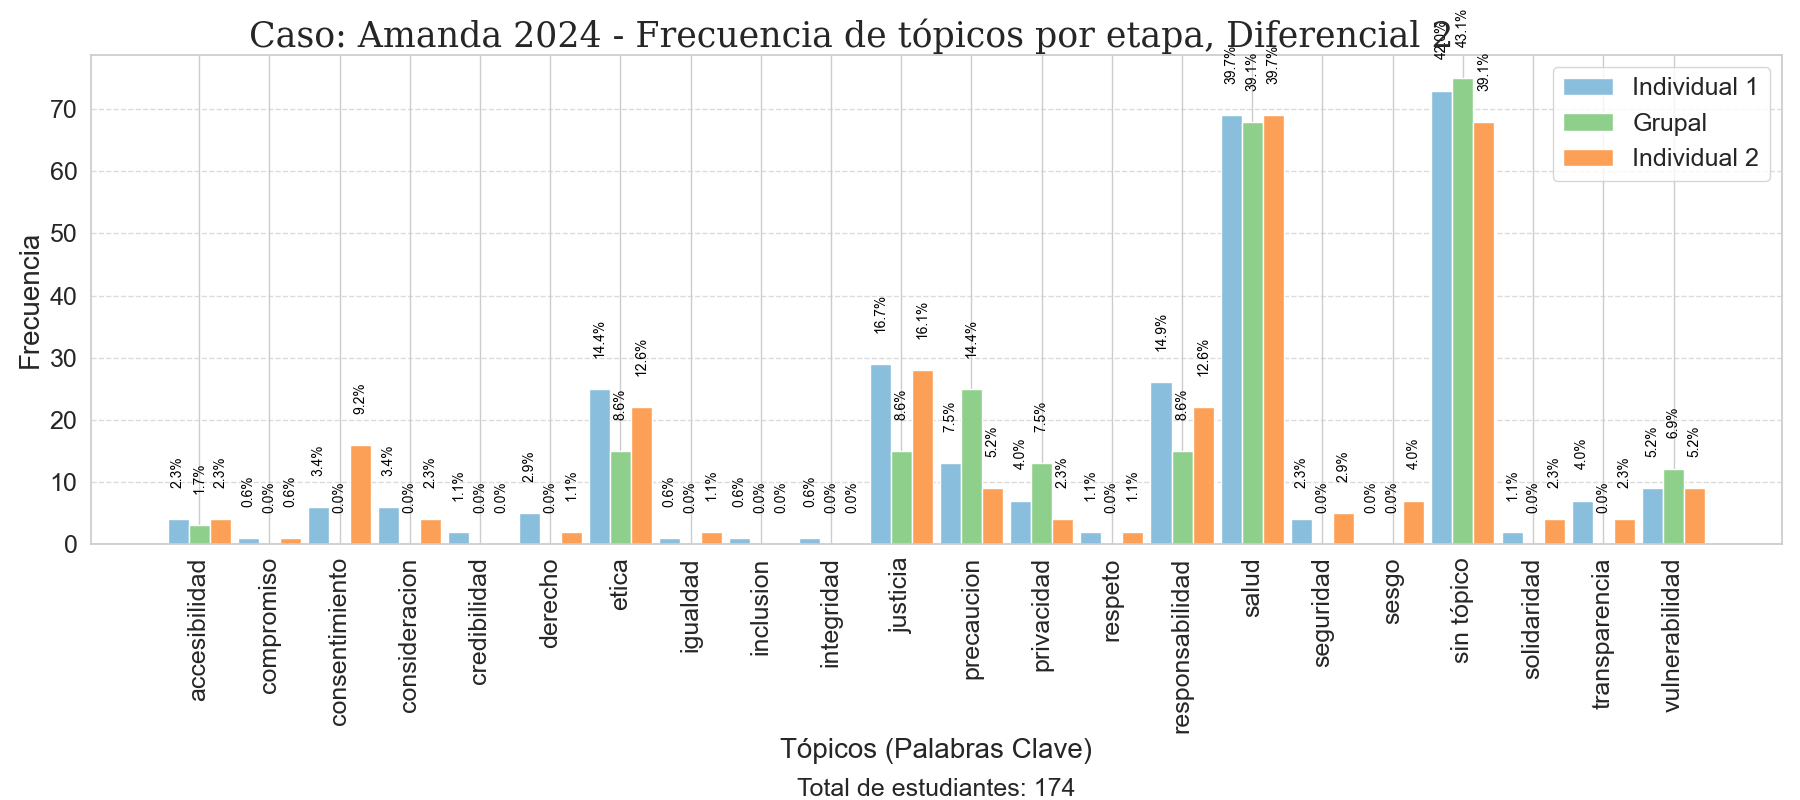 Caso: Amanda 2024 - Frecuencia de tópicos por etapa, Diferencial 2
Individual 1
Grupal
Individual 2
Frecuencia
70
60
50
40
30
20
10
0
2.3%
1.7%
2.3%
0.6%
0.0%
0.6%
3.4%
0.0%
9.2%
3.4%
0.0%
2.3%
1.1%
0.0%
0.0%
2.9%
0.0%
1.1%
14.4%
8.6%
12.6%
0.6%
0.0%
1.1%
0.6%
0.0%
0.0%
0.6%
0.0%
0.0%
16.7%
8.6%
16.1%
7.5%
14.4%
5.2%
4.0%
7.5%
2.3%
1.1%
0.0%
1.1%
14.9%
8.6%
12.6%
39.7%
39.1%
39.7%
2.3%
0.0%
2.9%
0.0%
0.0%
4.0%
42.0%
43.1%
39.1%
1.1%
0.0%
2.3%
4.0%
0.0%
2.3%
5.2%
6.9%
5.2%
accesibilidad
compromiso
consentimiento
consideracion
credibilidad
derecho
etica
igualdad
inclusion
integridad
justicia
precaucion
privacidad
respeto
responsabilidad
salud
seguridad
sesgo
sin tópico
solidaridad
transparencia
vulnerabilidad
Tópicos (Palabras Clave)
Total de estudiantes: 174